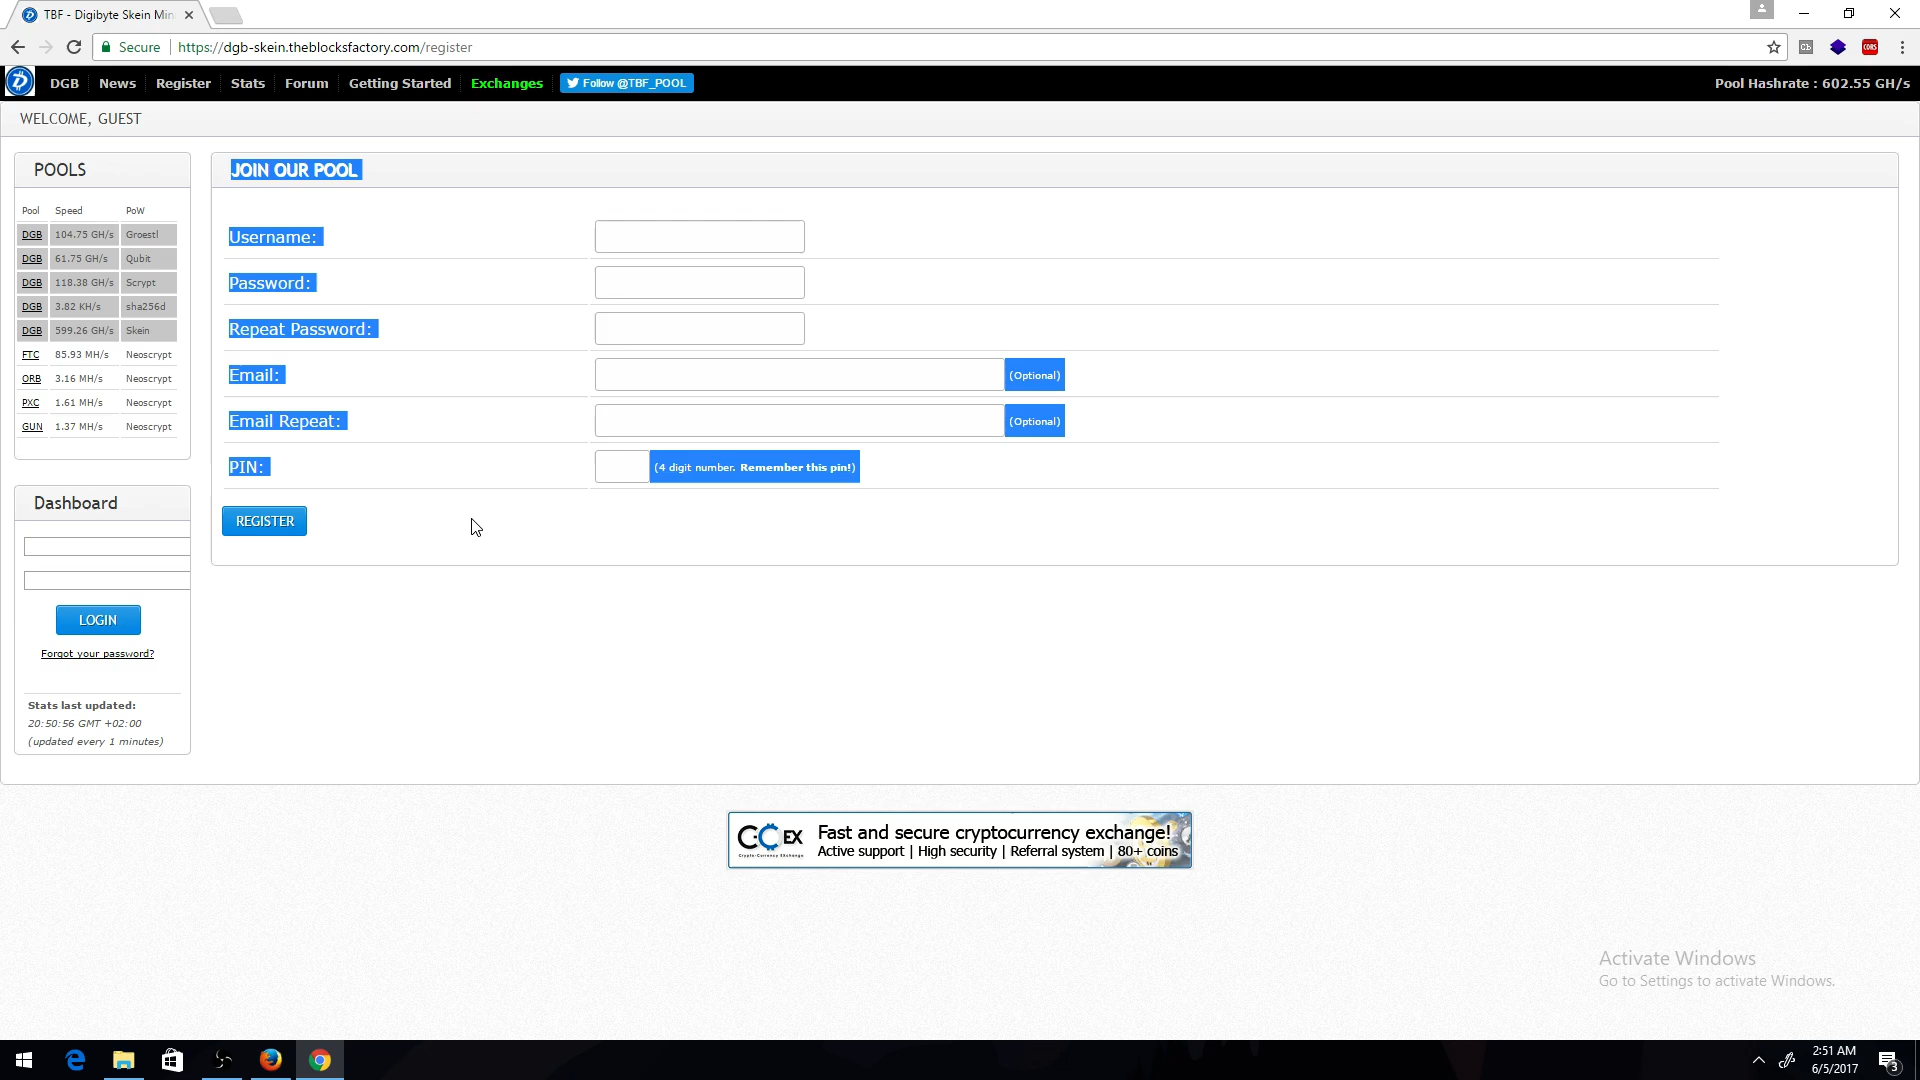 TBF - Digibyte Skein Min
Secure https://dgb-skein.theblocksfactory.com/register
DGB News Register Stats Forum Getting Started Exchanges Follow @TBF_POOL Pool Hashrate : 602.55 GH/s
WELCOME, GUEST
POOLS
Pool Speed PoW
DGB 104.75 GH/s Groestl
DGB 61.75 GH/s Qubit
DGB 118.38 GH/s Scrypt
DGB 3.82 KH/s sha256d
DGB 599.26 GH/s Skein
FTC 85.93 MH/s Neoscrypt
ORB 3.16 MH/s Neoscrypt
PXC 1.61 MH/s Neoscrypt
GUN 1.37 MH/s Neoscrypt
Dashboard
LOGIN
Forgot your password?
Stats last updated:
20:50:56 GMT +02:00
(updated every 1 minutes)
JOIN OUR POOL
Username:
Password:
Repeat Password:
Email: (Optional)
Email Repeat: (Optional)
PIN: (4 digit number. Remember this pin!)
REGISTER
C-CEX Fast and secure cryptocurrency exchange!
Crypto-Currency Exchange Active support | High security | Referral system | 80+ coins
Activate Windows
Go to Settings to activate Windows.
2:51 AM
6/5/2017
3